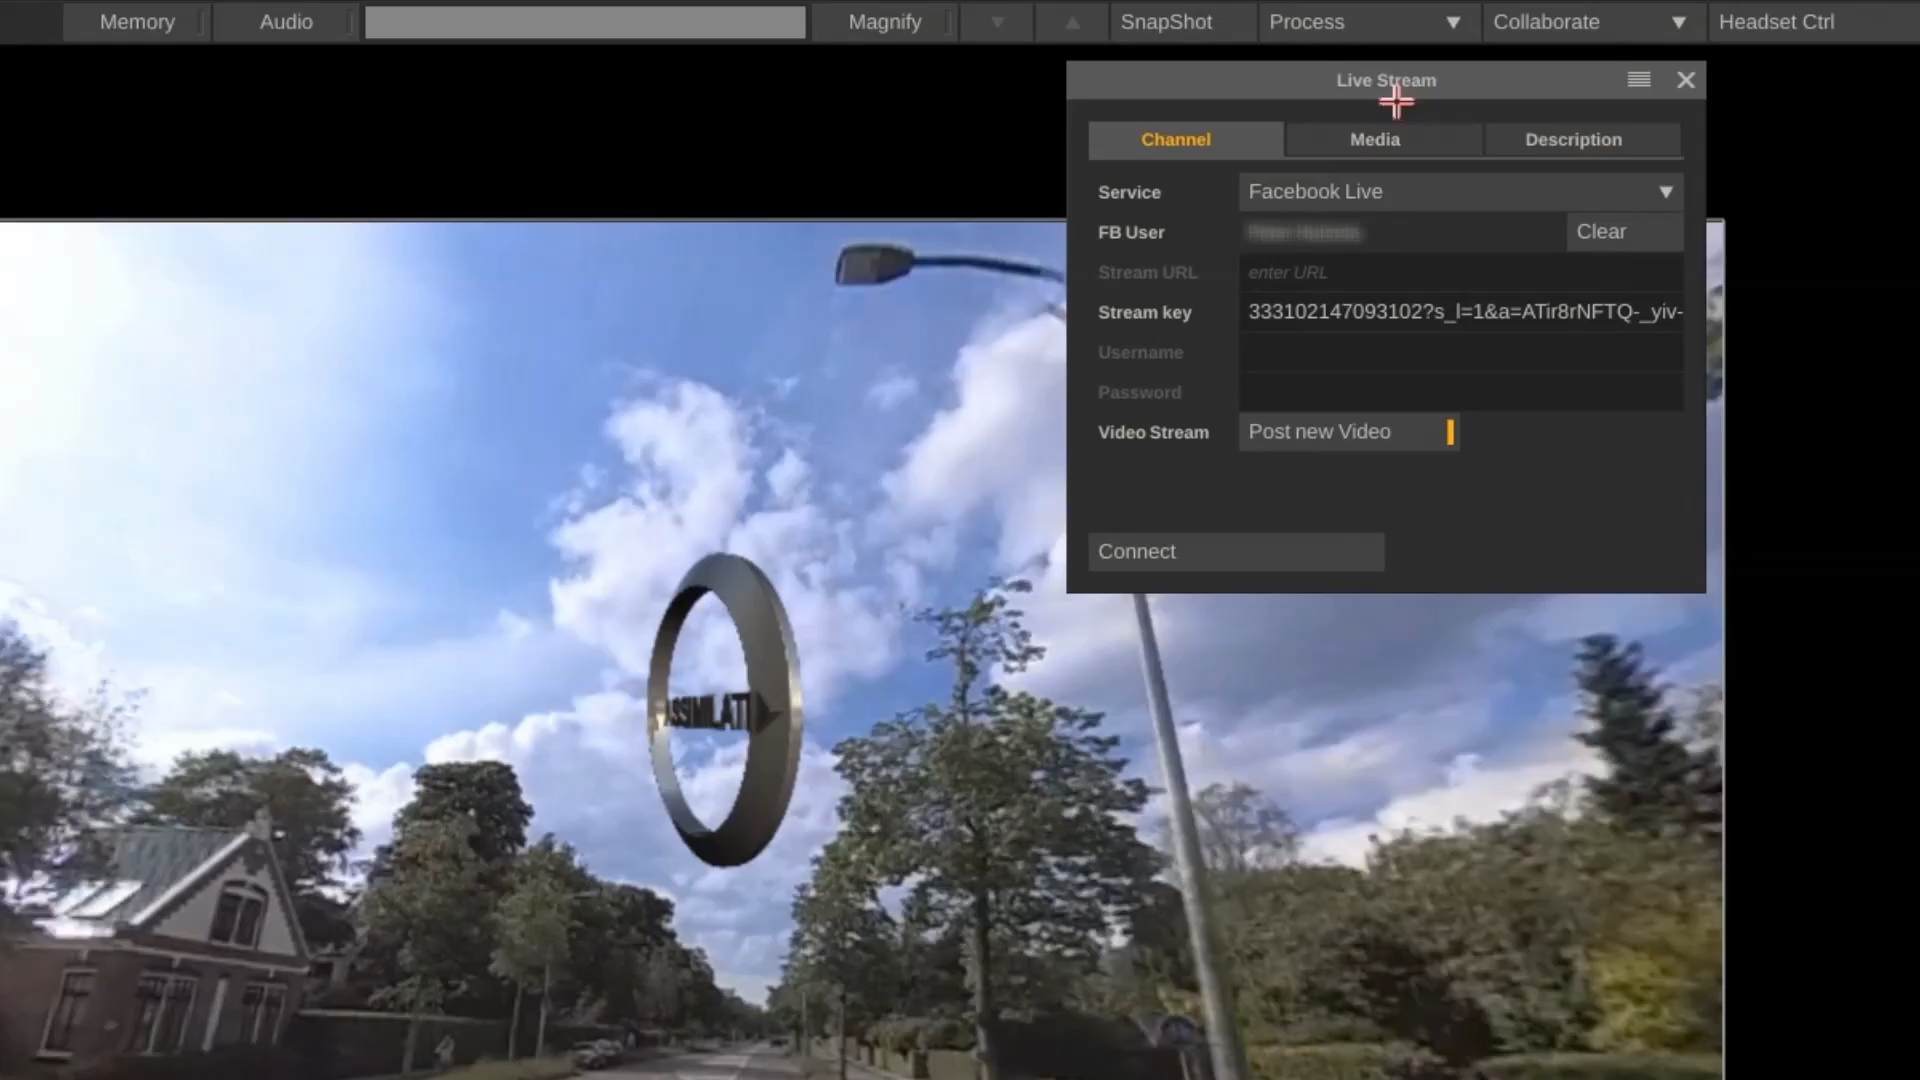 Memory
Audio
Magnify
SnapShot
Process
Collaborate
Headset Ctrl
Live Stream
Channel
Media
Description
Service
Facebook Live
FB User
Clear
Stream URL
enter URL
Stream key
333102147093102?s_l=1&a=ATir8rNFTQ-_yiv-
Username
Password
Video Stream
Post new Video
Connect
ASSIMILAT